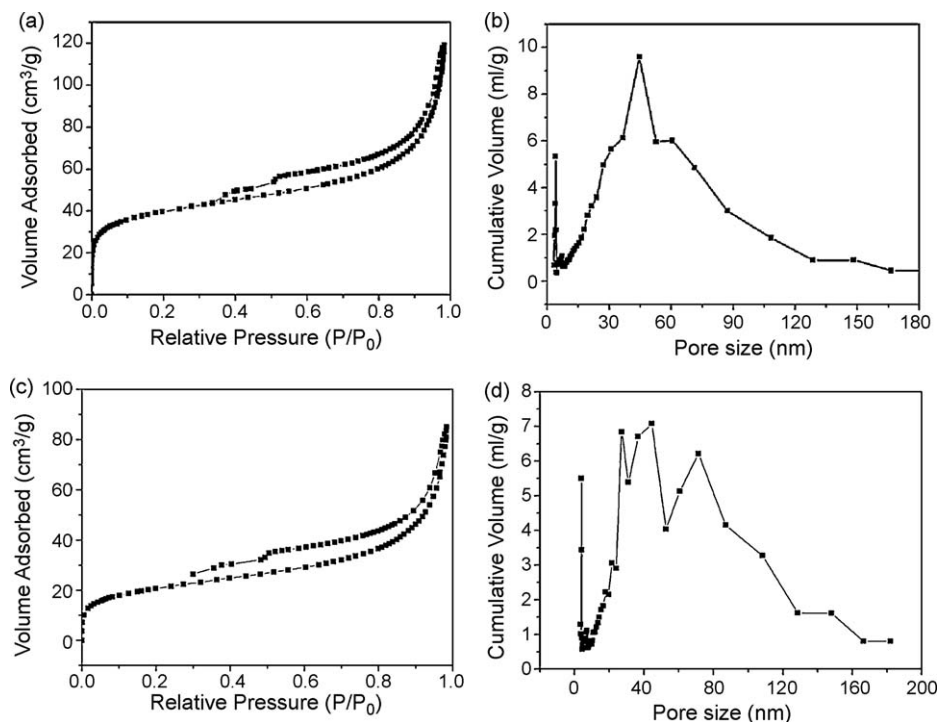 (a)
120
100
80
60
40
20
0
Volume Adsorbed (cm³/g)
0.0 0.2 0.4 0.6 0.8 1.0
Relative Pressure (P/P₀)
(b)
10
8
6
4
2
0
Cumulative Volume (ml/g)
0 30 60 90 120 150 180
Pore size (nm)
(c)
100
80
60
40
20
0
Volume Adsorbed (cm³/g)
0.0 0.2 0.4 0.6 0.8 1.0
Relative Pressure (P/P₀)
(d)
8
7
6
5
4
3
2
1
0
Cumulative Volume (ml/g)
0 40 80 120 160 200
Pore size (nm)